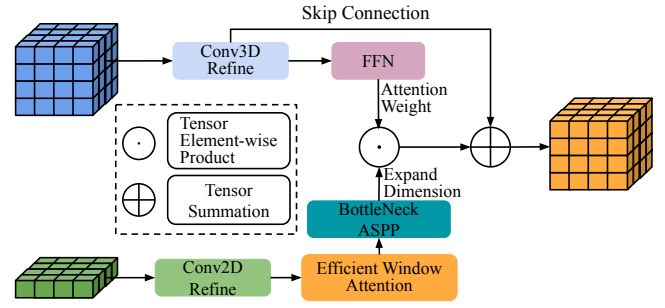 Skip Connection
Conv3D
Refine
FFN
Attention
Weight
Tensor
Element-wise
Product
Expand
Dimension
Tensor
Summation
BottleNeck
ASPP
Conv2D
Refine
Efficient Window
Attention